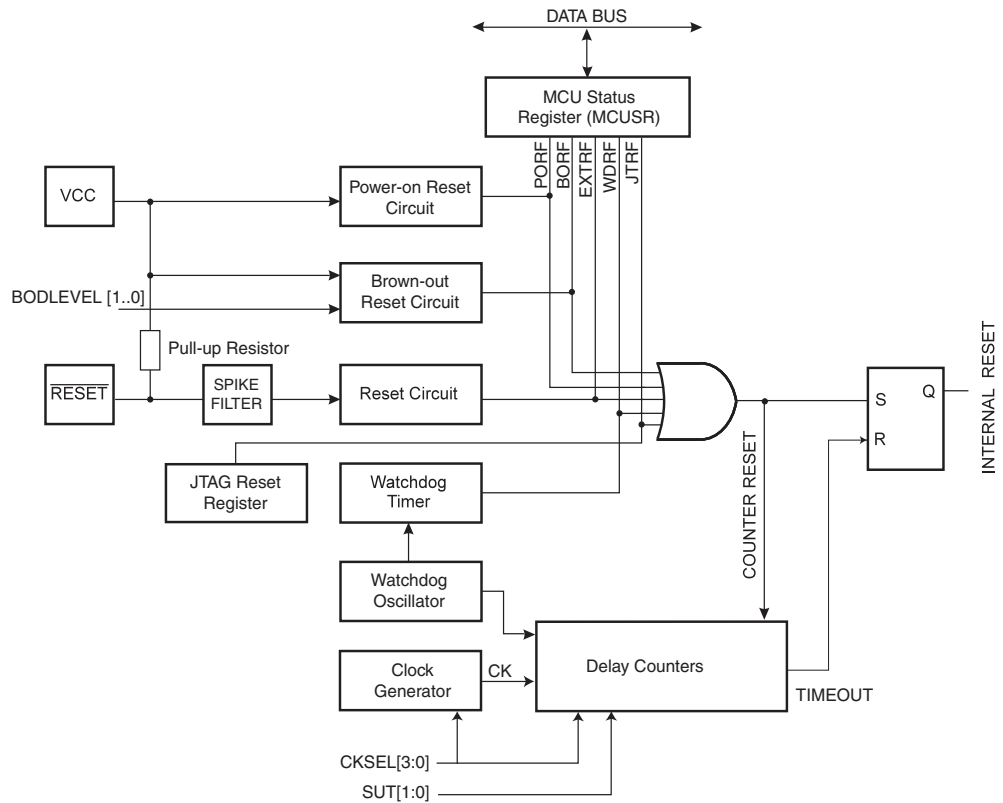 DATA BUS
MCU Status
Register (MCUSR)
PORF
BORF
EXTRF
WDRF
JTRF
VCC
Power-on Reset
Circuit
BODLEVEL [1..0]
Brown-out
Reset Circuit
Pull-up Resistor
RESET
SPIKE
FILTER
Reset Circuit
S
Q
R
INTERNAL RESET
JTAG Reset
Register
Watchdog
Timer
COUNTER RESET
Watchdog
Oscillator
Clock
Generator
CK
Delay Counters
TIMEOUT
CKSEL[3:0]
SUT[1:0]